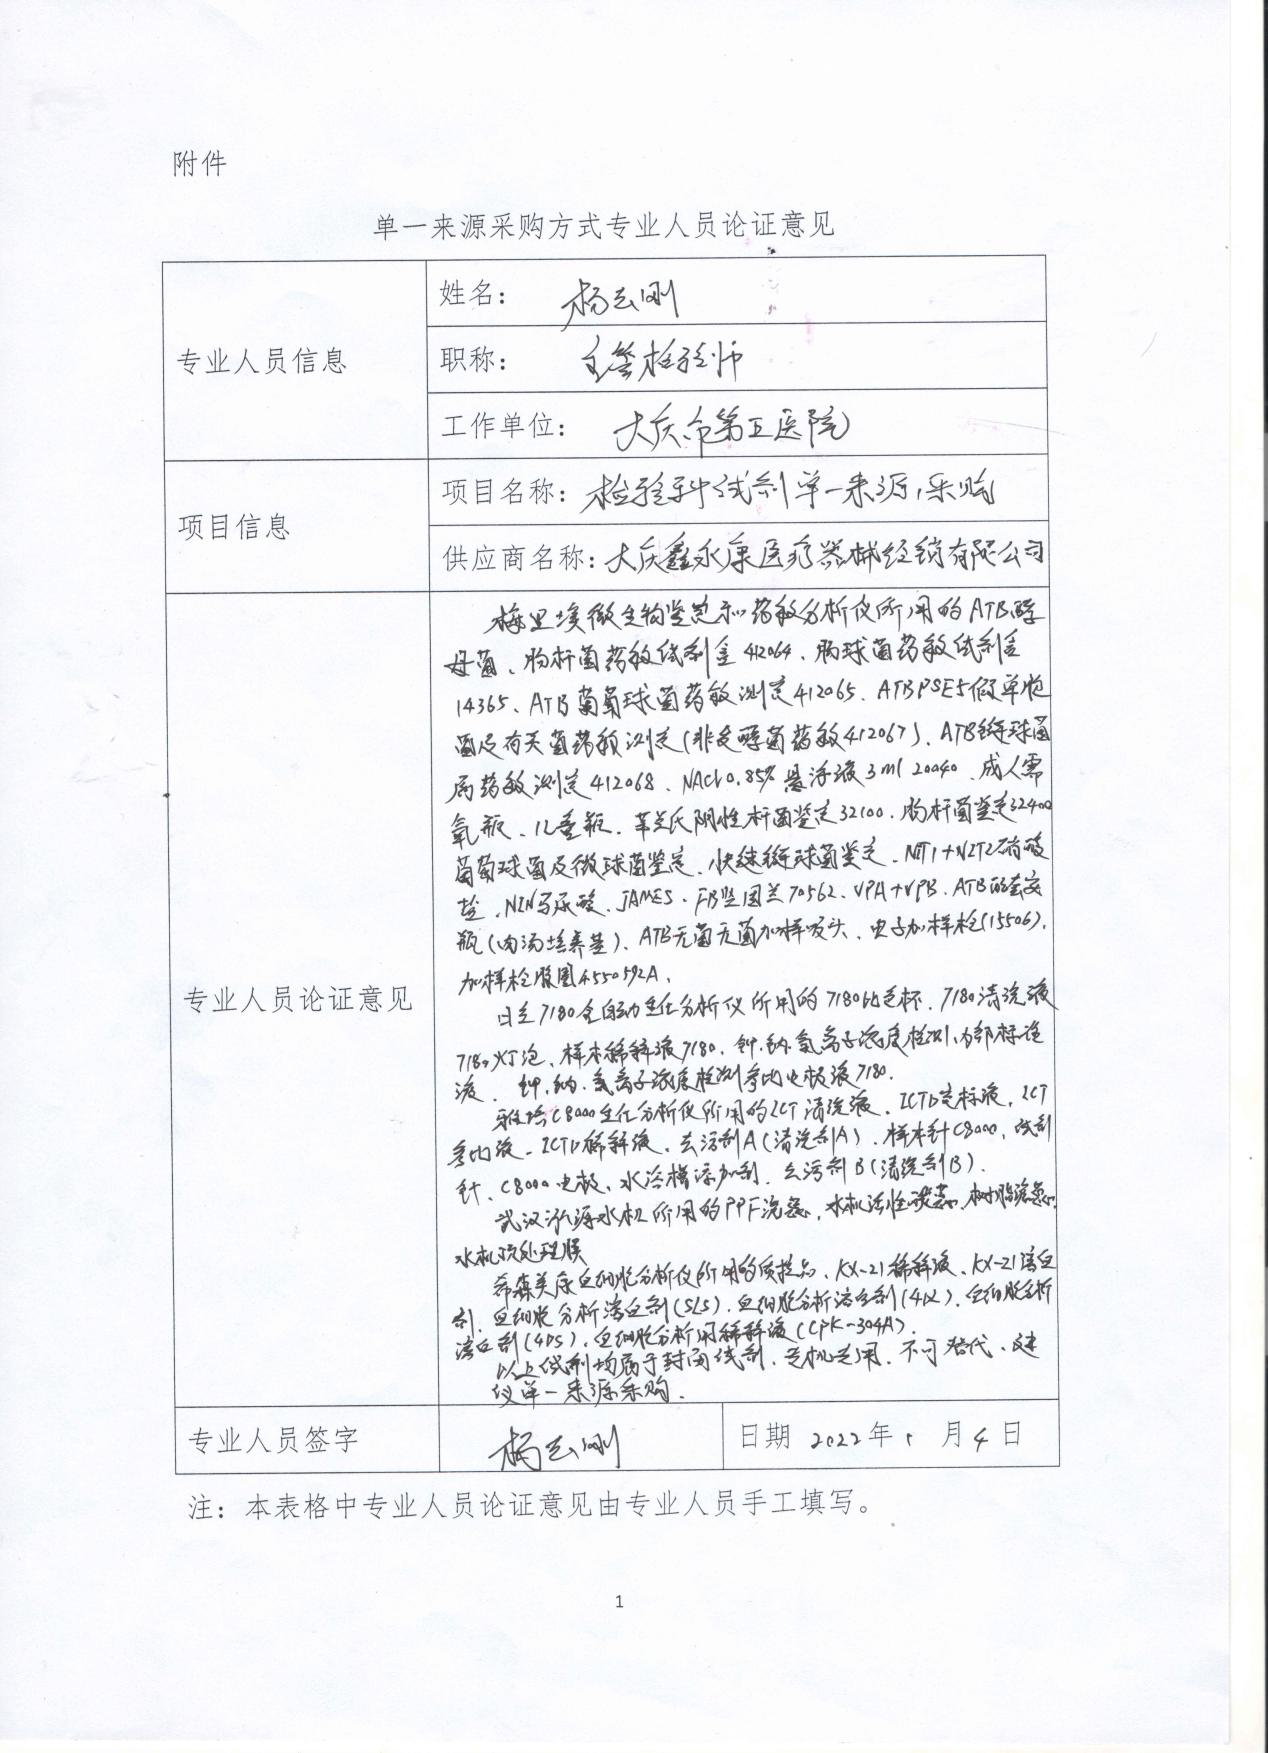 附件
单一来源采购方式专业人员论证意见
专业人员信息
姓名： 杨云刚
职称： 主管检验师
工作单位： 大庆市第五医院
项目信息
项目名称：检验科试剂单一来源采购
供应商名称：大庆鑫永康医疗器械经销有限公司
专业人员论证意见
梅里埃微生物鉴定和药敏分析仪所用的ATB酵
母菌、肠杆菌药敏试剂盒412064、肠球菌药敏试剂盒
14365、ATB葡萄球菌药敏测定412065、ATBPSE5假单胞
菌及有关菌药敏测定(非发酵菌药敏412067)、ATB链球菌
属药敏测定412068、NACl0.85%悬浮液3ml 20040、成人需
氧瓶、儿童瓶、革兰氏阴性杆菌鉴定32100、肠杆菌鉴定32400
葡萄球菌及微球菌鉴定、快速链球菌鉴定、NIT1+NIT2硝酸
盐、NIN马尿酸、JAMES、FB坚固兰70562、VPA+VPB、ATB
瓶(肉汤培养基)、ATB无菌加样吸头、电子加样枪(15506)、
加样枪胶圈4550592A、
日立7180全自动生化分析仪所用的7180比色杯、7180清洗液
7180灯泡、样本稀释液7180、钾、钠、氯离子浓度检测内部标准
液、钾、钠、氯离子浓度检测参比电极液7180.
雅培C8000生化分析仪所用的ICT清洗液、ICTD定标液、ICT
参比液、ICTD稀释液、去污剂A(清洗剂A)、样本针C8000、试剂
针、C8000电极、水浴槽添加剂、去污剂B(清洗剂B).
武汉泓源水机所用的PPF滤芯、水机活性碳芯、树脂滤芯、
水机预处理膜
希森美康血细胞分析仪所用的质控品、KX-21稀释液、KX-21溶血
剂、血细胞分析溶血剂(SLS)、血细胞分析溶血剂(4DL)、血细胞分析
溶血剂(4DS)、血细胞分析用稀释液(CPK-304A).
以上试剂均属于封闭试剂、专机专用、不可替代、建
议单一来源采购.
专业人员签字 杨云刚 日期 2022年1月4日
注：本表格中专业人员论证意见由专业人员手工填写。
1